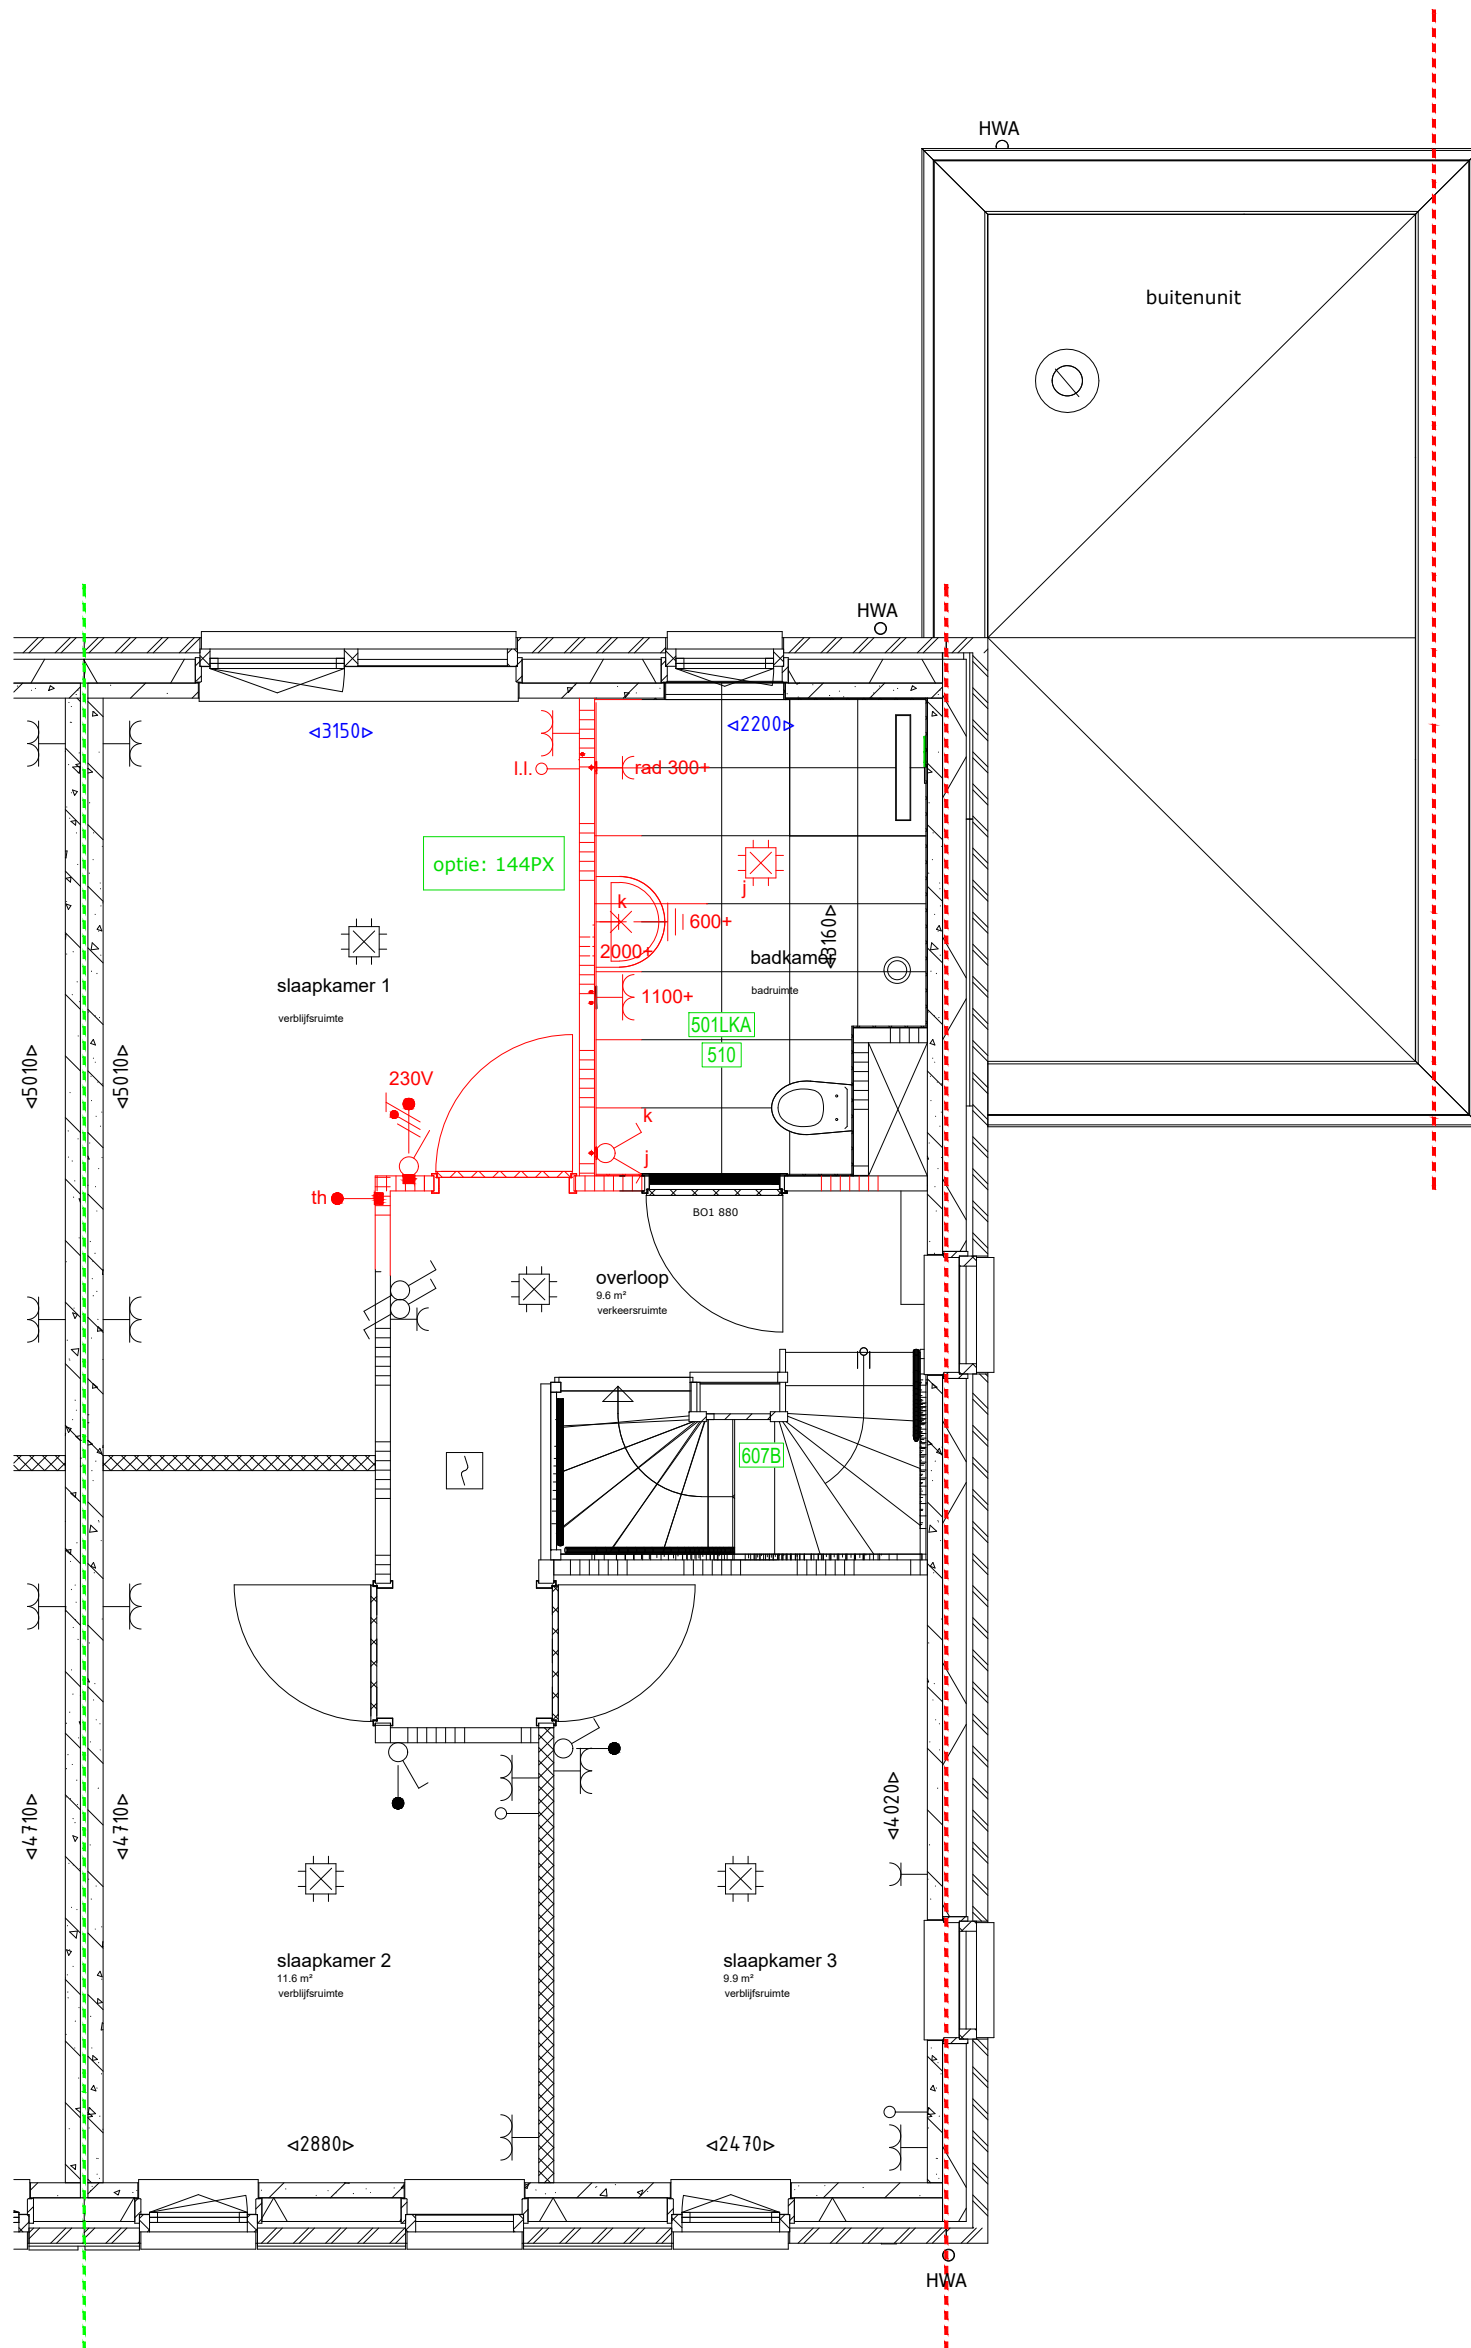 HWA
buitenunit
HWA
◁3150▷
◁2200▷
l.l.
rad 300+
optie: 144PX
j
k
600+
2000+
◁3160▷
badkamer
badruimte
slaapkamer 1
verblijfsruimte
1100+
501LKA
510
◁5010▷
◁5010▷
230V
k
j
th
BO1 880
overloop
9.6 m²
verkeersruimte
607B
◁4710▷
◁4710▷
◁4020▷
slaapkamer 2
11.6 m²
verblijfsruimte
slaapkamer 3
9.9 m²
verblijfsruimte
◁2880▷
◁2470▷
HWA